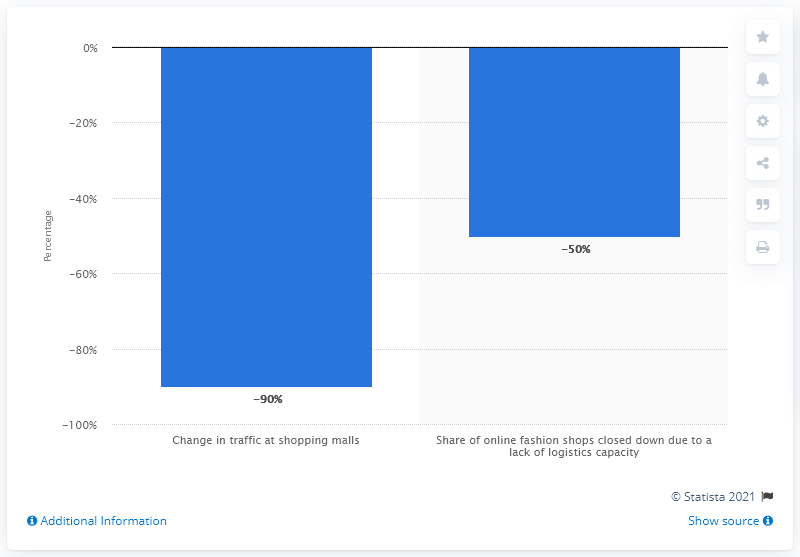 0%
-20%
-40%
-60%
-80%
-100%
Percentage
-90%
-50%
Change in traffic at shopping malls
Share of online fashion shops closed down due to a
lack of logistics capacity
© Statista 2021
Additional Information
Show source